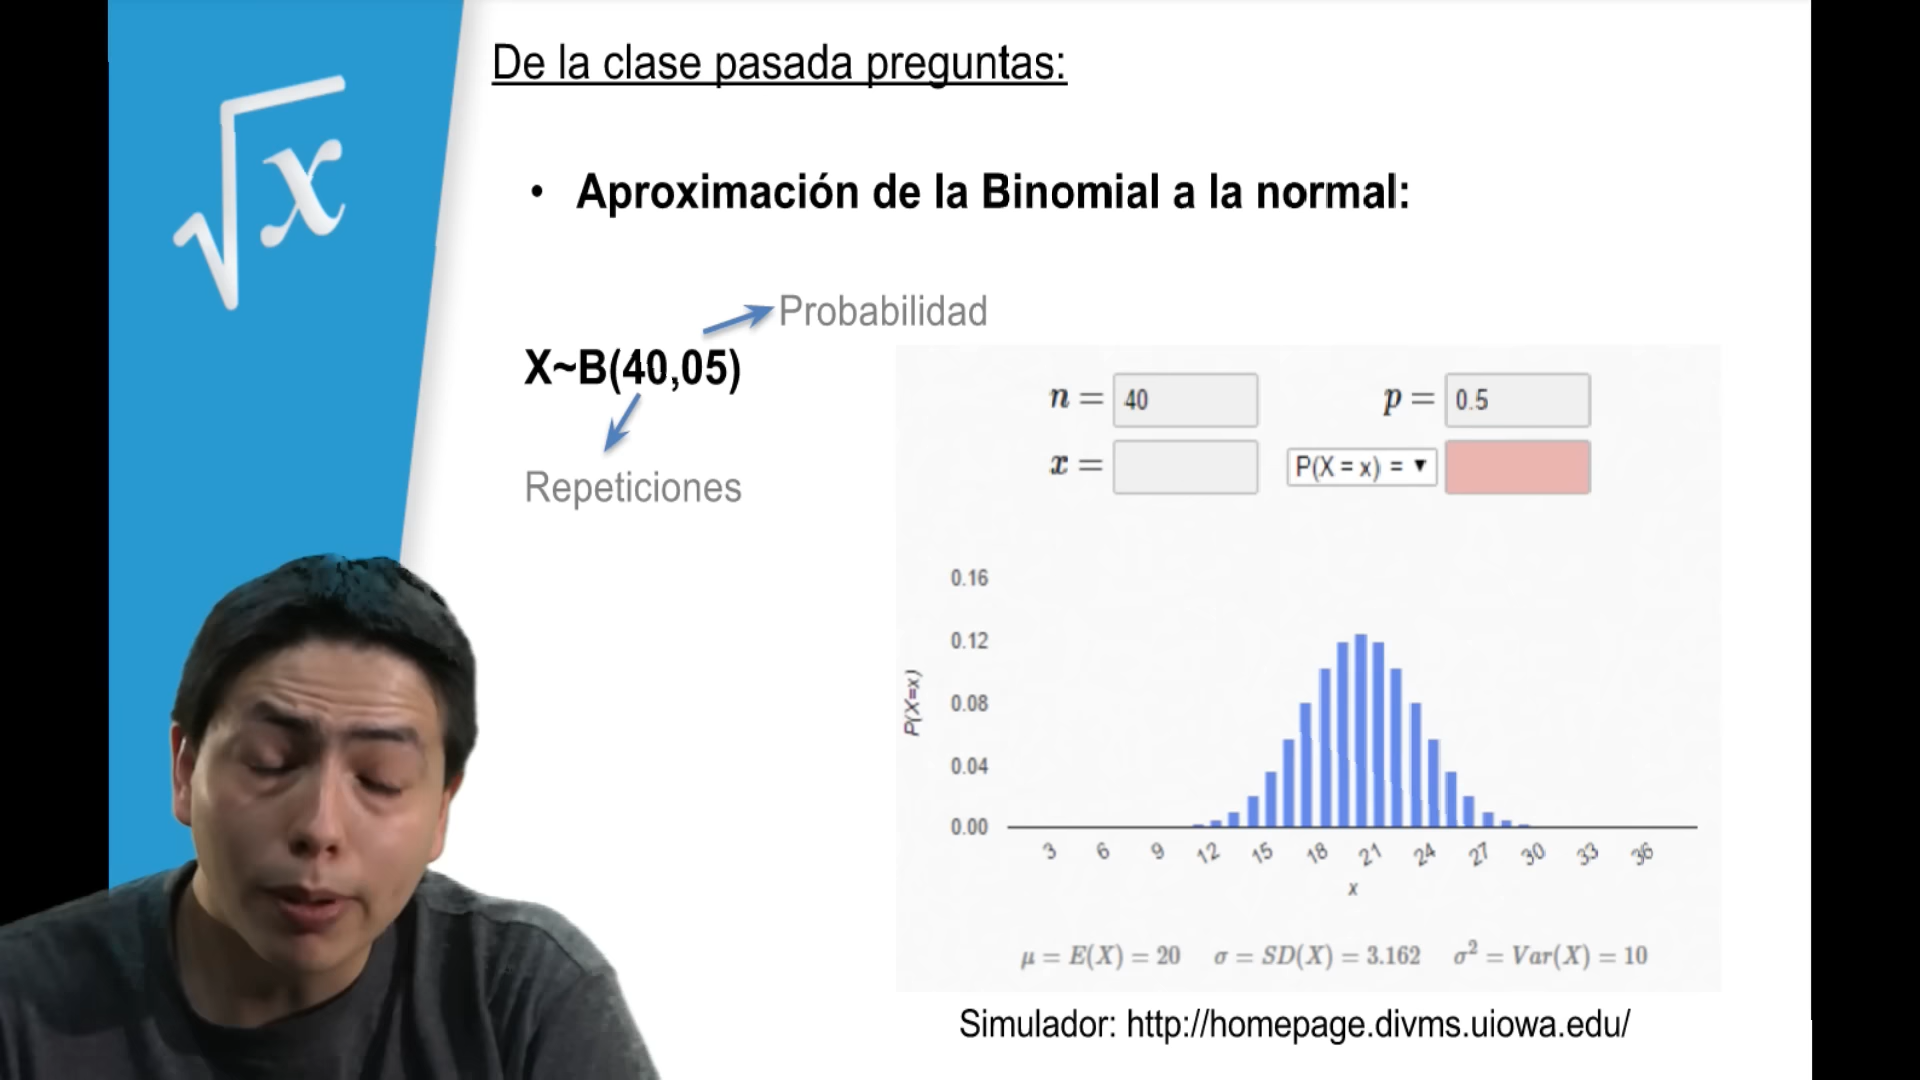 √x
De la clase pasada preguntas:
• Aproximación de la Binomial a la normal:
Probabilidad
X~B(40,05)
Repeticiones
n = 40 p = 0.5
x = P(X = x) = ▼
0.16
0.12
0.08
0.04
0.00
P(X=x)
3 6 9 12 15 18 21 24 27 30 33 36
x
μ = E(X) = 20 σ = SD(X) = 3.162 σ² = Var(X) = 10
Simulador: http://homepage.divms.uiowa.edu/